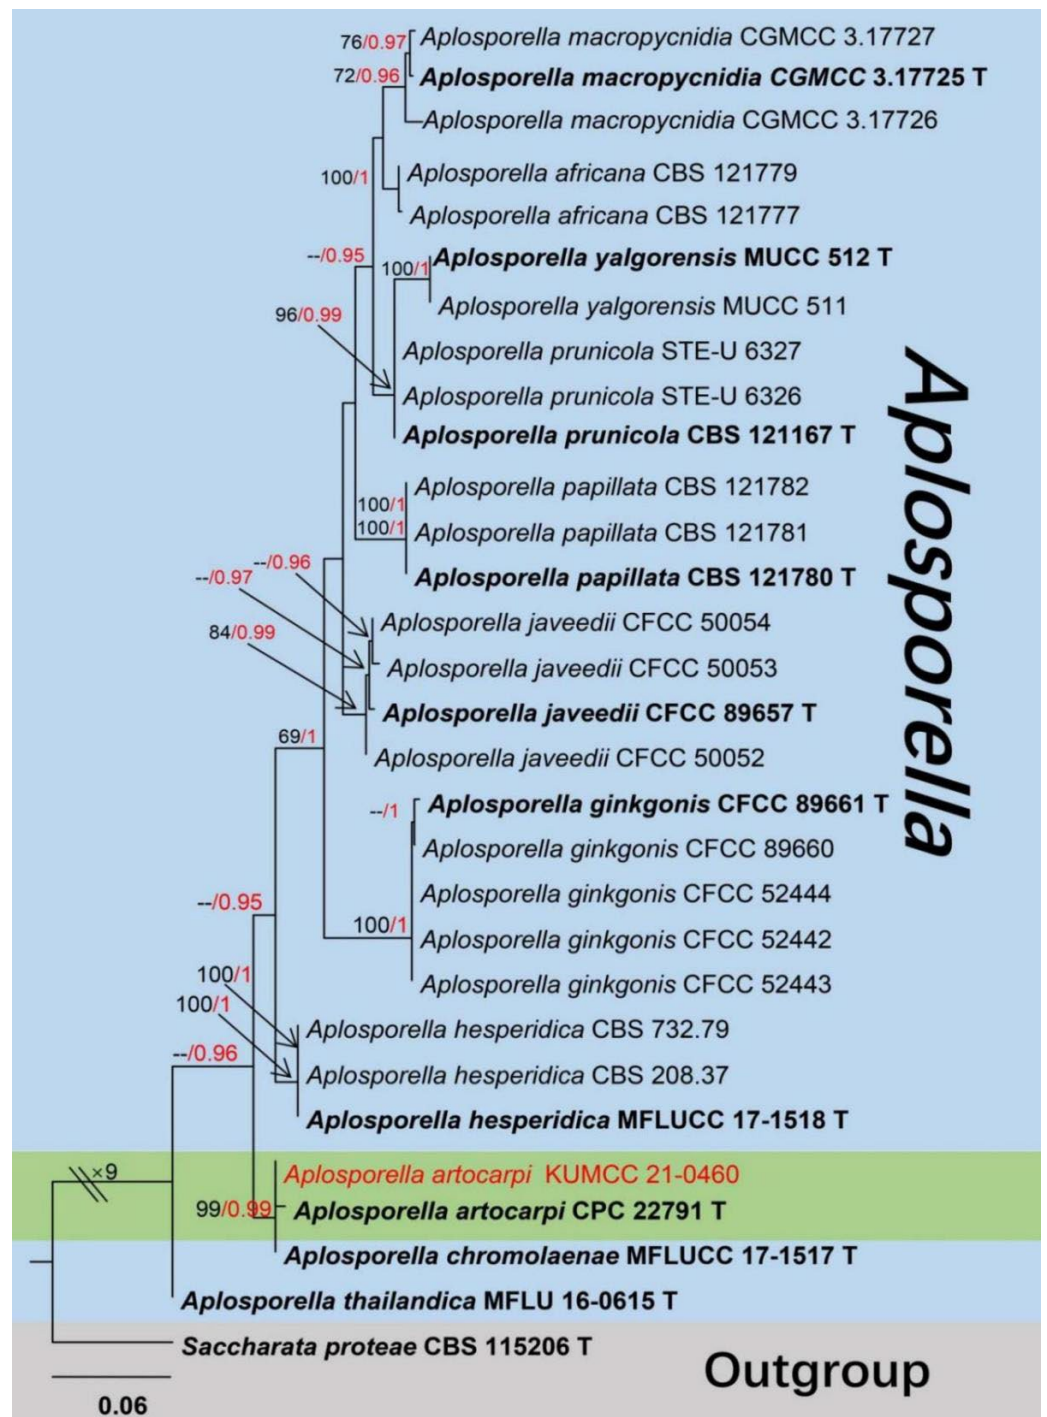 76/0.97
Aplosporella macropycnidia CGMCC 3.17727
72/0.96
Aplosporella macropycnidia CGMCC 3.17725 T
Aplosporella macropycnidia CGMCC 3.17726
100/1
Aplosporella africana CBS 121779
Aplosporella africana CBS 121777
--/0.95
100/1
Aplosporella yalgorensis MUCC 512 T
Aplosporella yalgorensis MUCC 511
96/0.99
Aplosporella prunicola STE-U 6327
Aplosporella prunicola STE-U 6326
Aplosporella prunicola CBS 121167 T
Aplosporella papillata CBS 121782
100/1
100/1
Aplosporella papillata CBS 121781
Aplosporella papillata CBS 121780 T
--/0.96
--/0.97
84/0.99
Aplosporella javeedii CFCC 50054
Aplosporella javeedii CFCC 50053
Aplosporella javeedii CFCC 89657 T
Aplosporella javeedii CFCC 50052
69/1
--/1
Aplosporella ginkgonis CFCC 89661 T
Aplosporella ginkgonis CFCC 89660
Aplosporella ginkgonis CFCC 52444
100/1
Aplosporella ginkgonis CFCC 52442
Aplosporella ginkgonis CFCC 52443
--/0.95
100/1
100/1
Aplosporella hesperidica CBS 732.79
Aplosporella hesperidica CBS 208.37
Aplosporella hesperidica MFLUCC 17-1518 T
--/0.96
×9
Aplosporella artocarpi KUMCC 21-0460
99/0.99
Aplosporella artocarpi CPC 22791 T
Aplosporella chromolaenae MFLUCC 17-1517 T
Aplosporella thailandica MFLU 16-0615 T
Saccharata proteae CBS 115206 T
Aplosporella
Outgroup
0.06